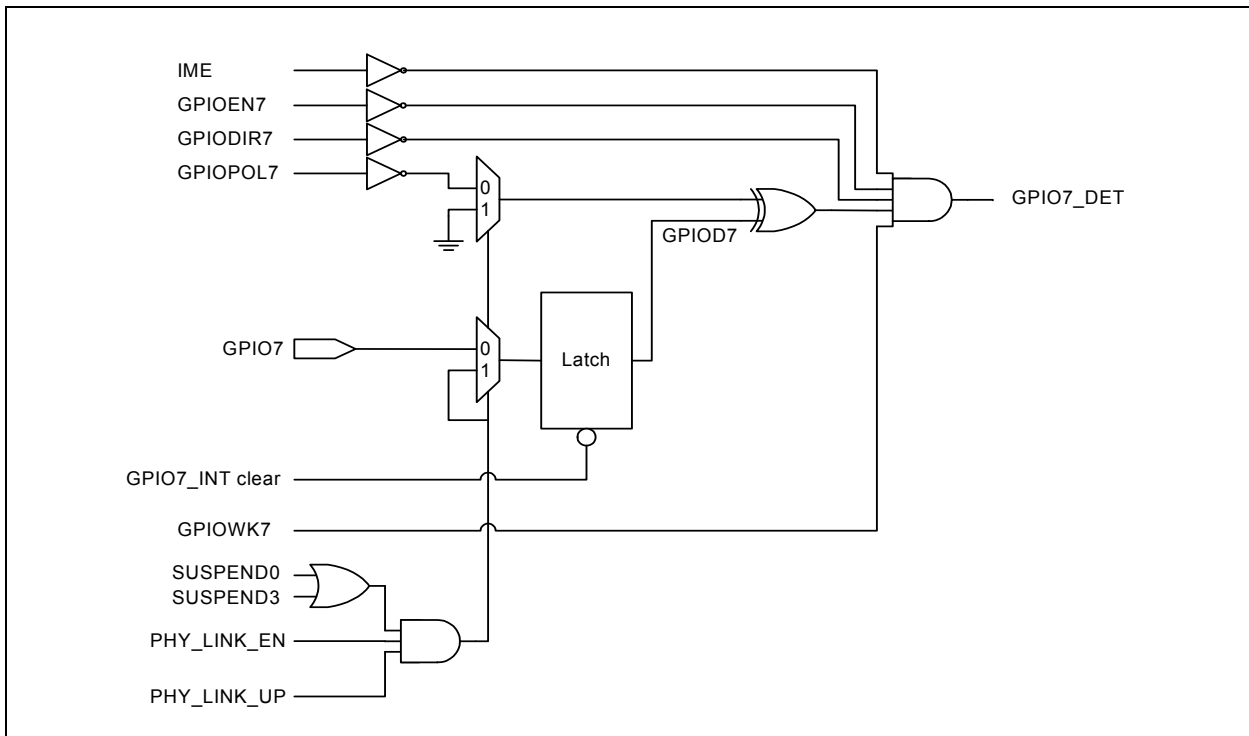 IME
GPIOEN7
GPIODIR7
GPIOPOL7
0
1
GPIO7_DET
GPIOD7
GPIO7
0
1
Latch
GPIO7_INT clear
GPIOWK7
SUSPEND0
SUSPEND3
PHY_LINK_EN
PHY_LINK_UP